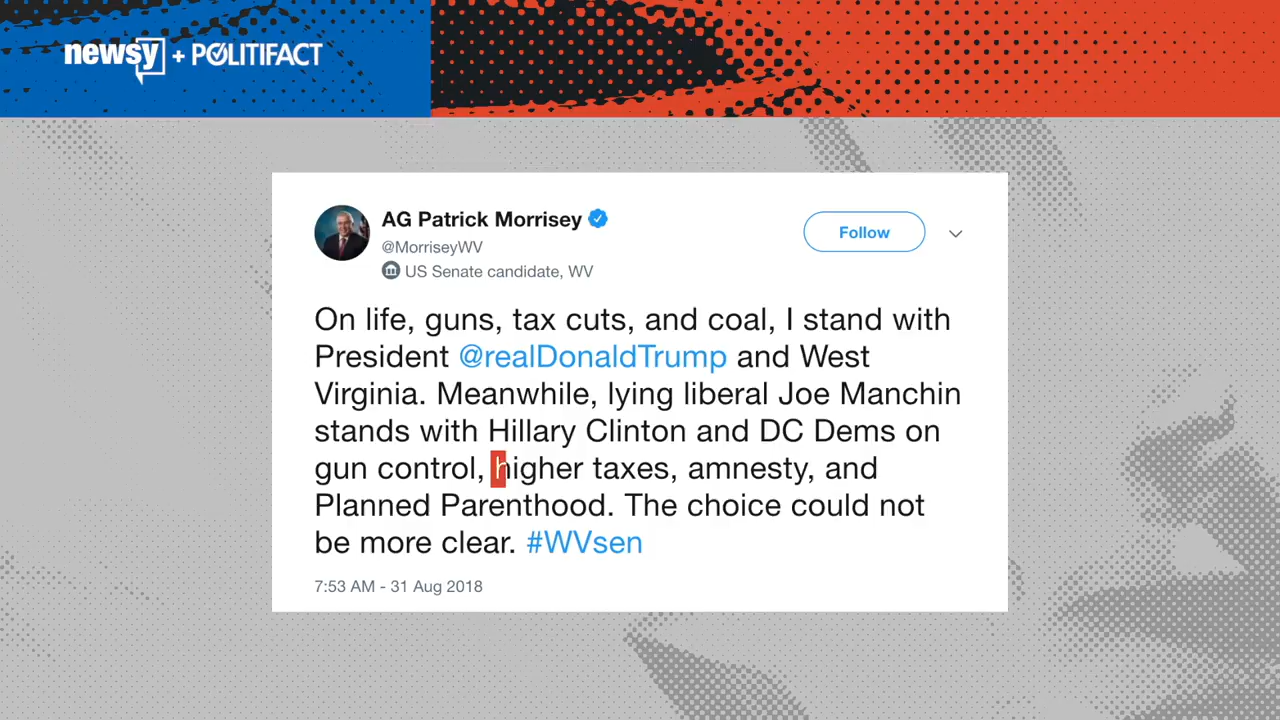 newsy + POLITIFACT
AG Patrick Morrisey
Follow
@MorriseyWV
US Senate candidate, WV
On life, guns, tax cuts, and coal, I stand with
President @realDonaldTrump and West
Virginia. Meanwhile, lying liberal Joe Manchin
stands with Hillary Clinton and DC Dems on
gun control, higher taxes, amnesty, and
Planned Parenthood. The choice could not
be more clear. #WVsen
7:53 AM - 31 Aug 2018